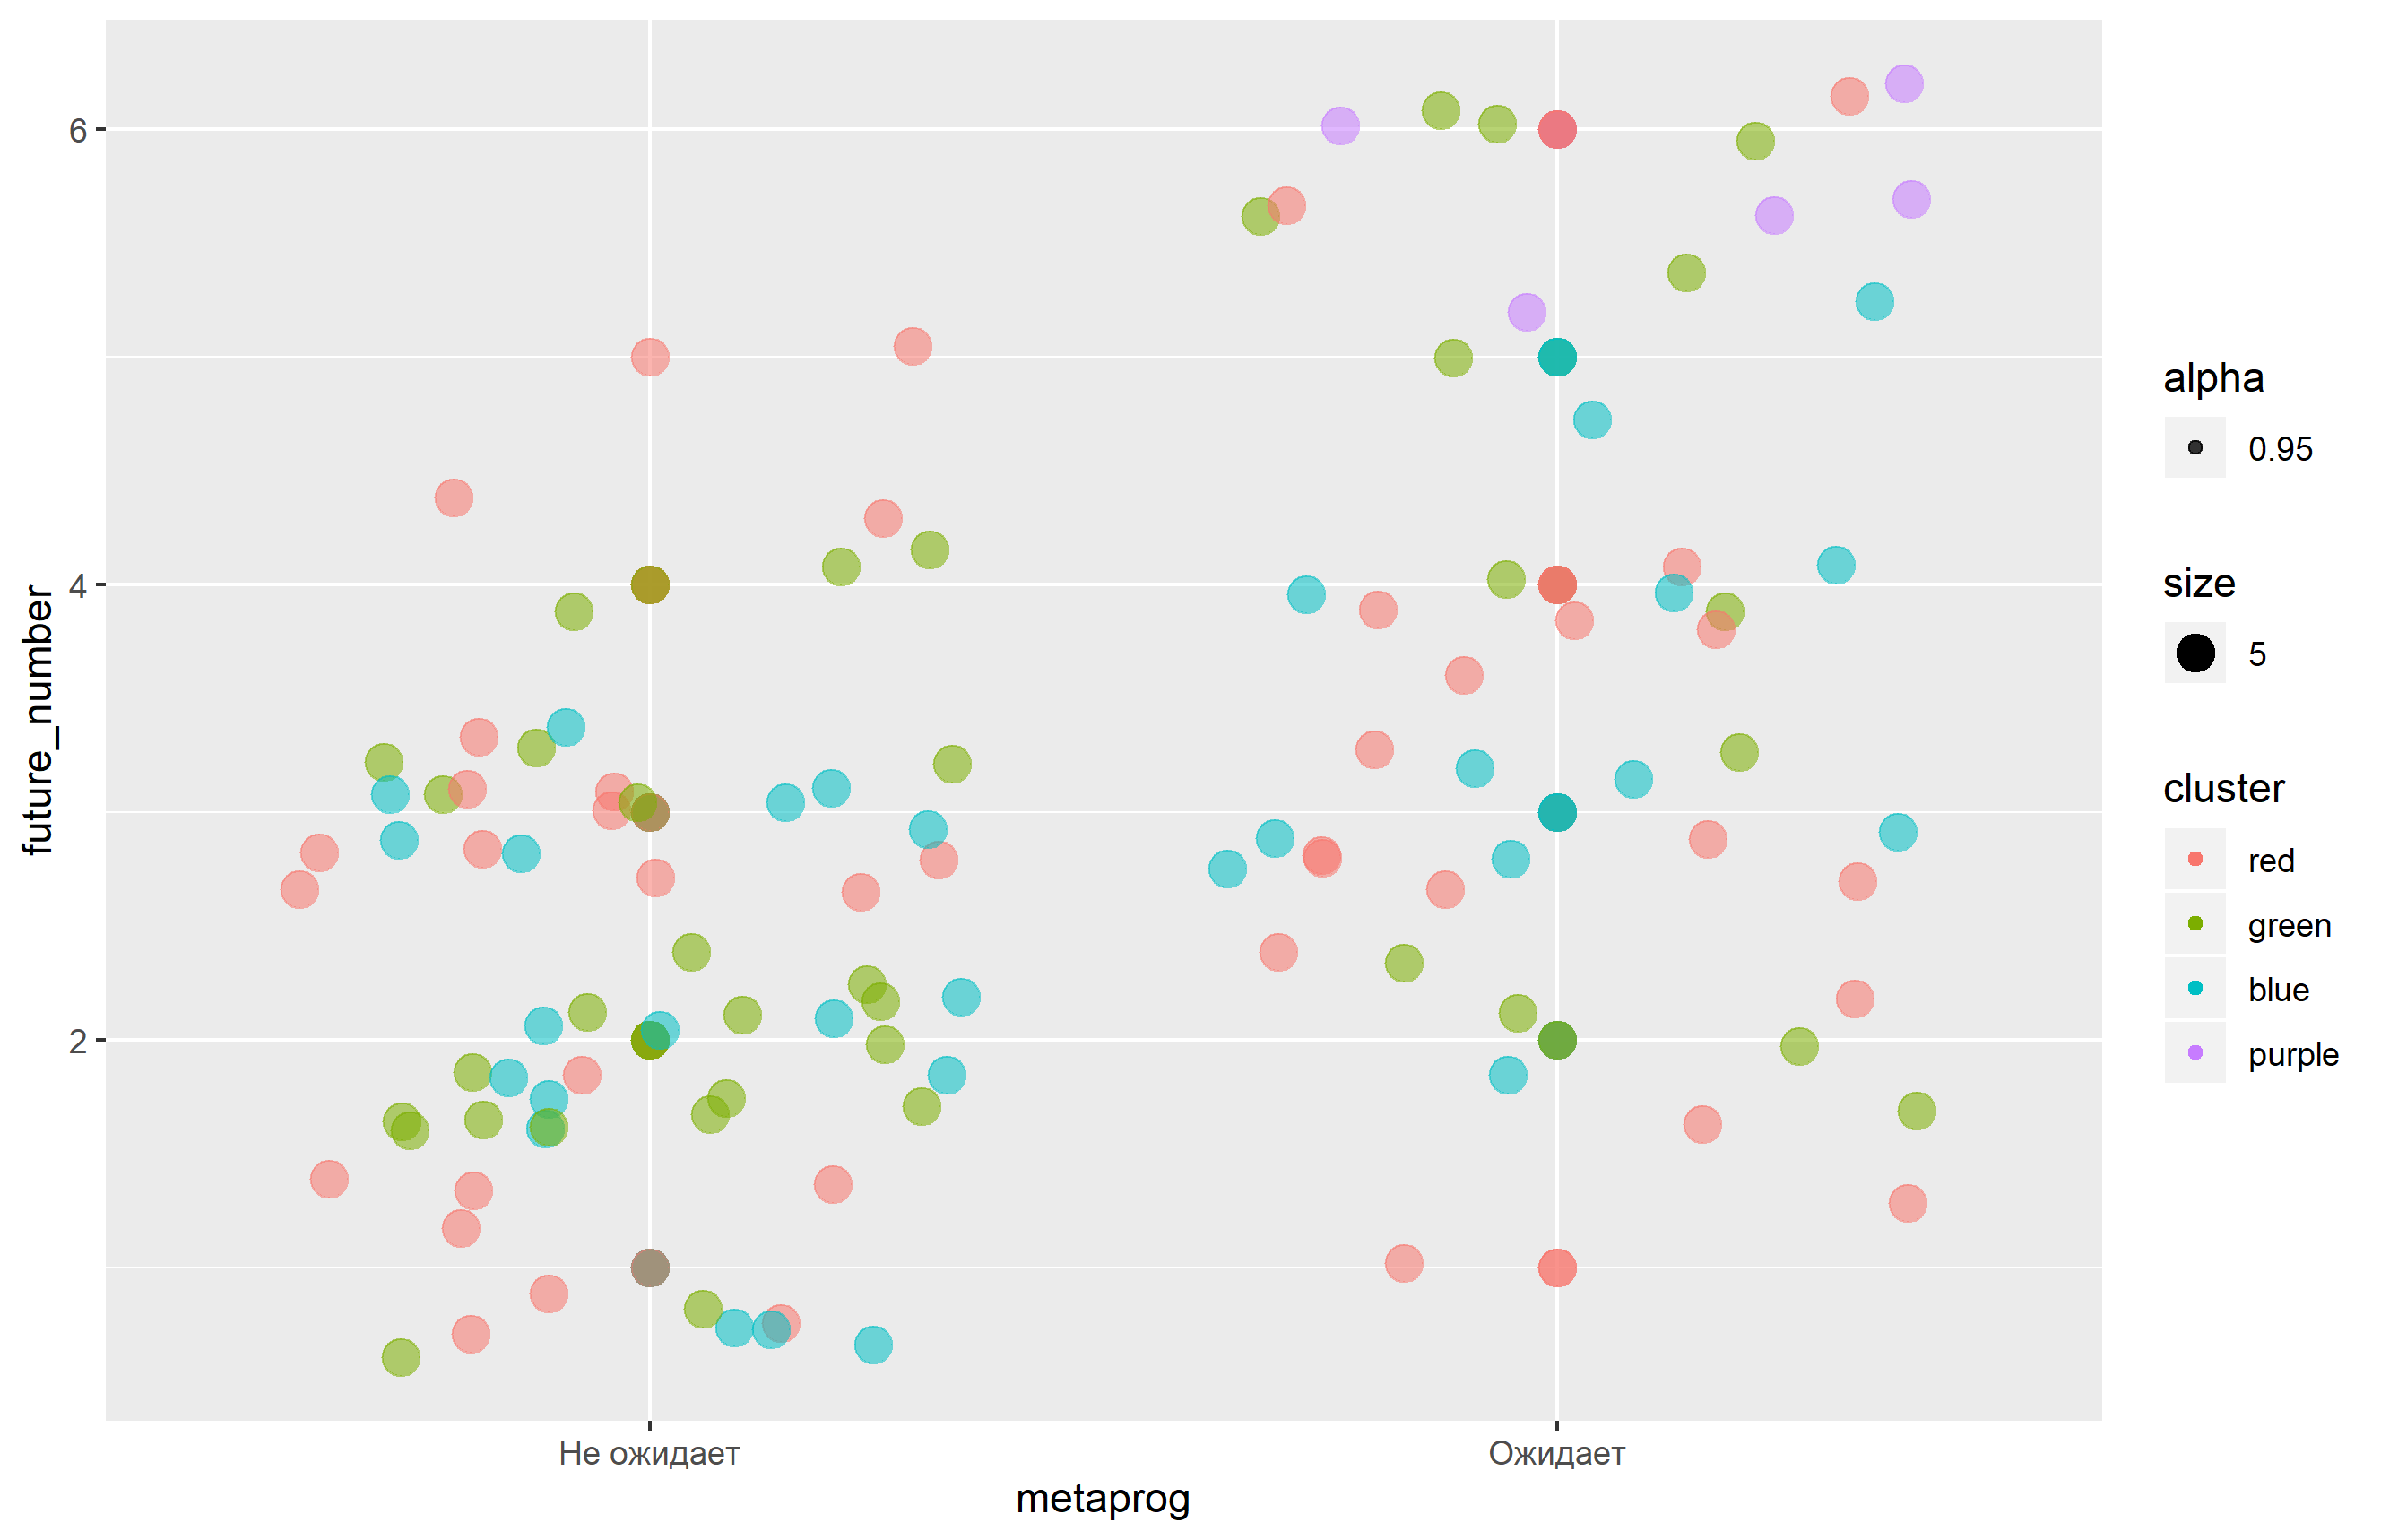 future_number
6
4
2
Не ожидает
Ожидает
metaprog
alpha
0.95
size
5
cluster
red
green
blue
purple